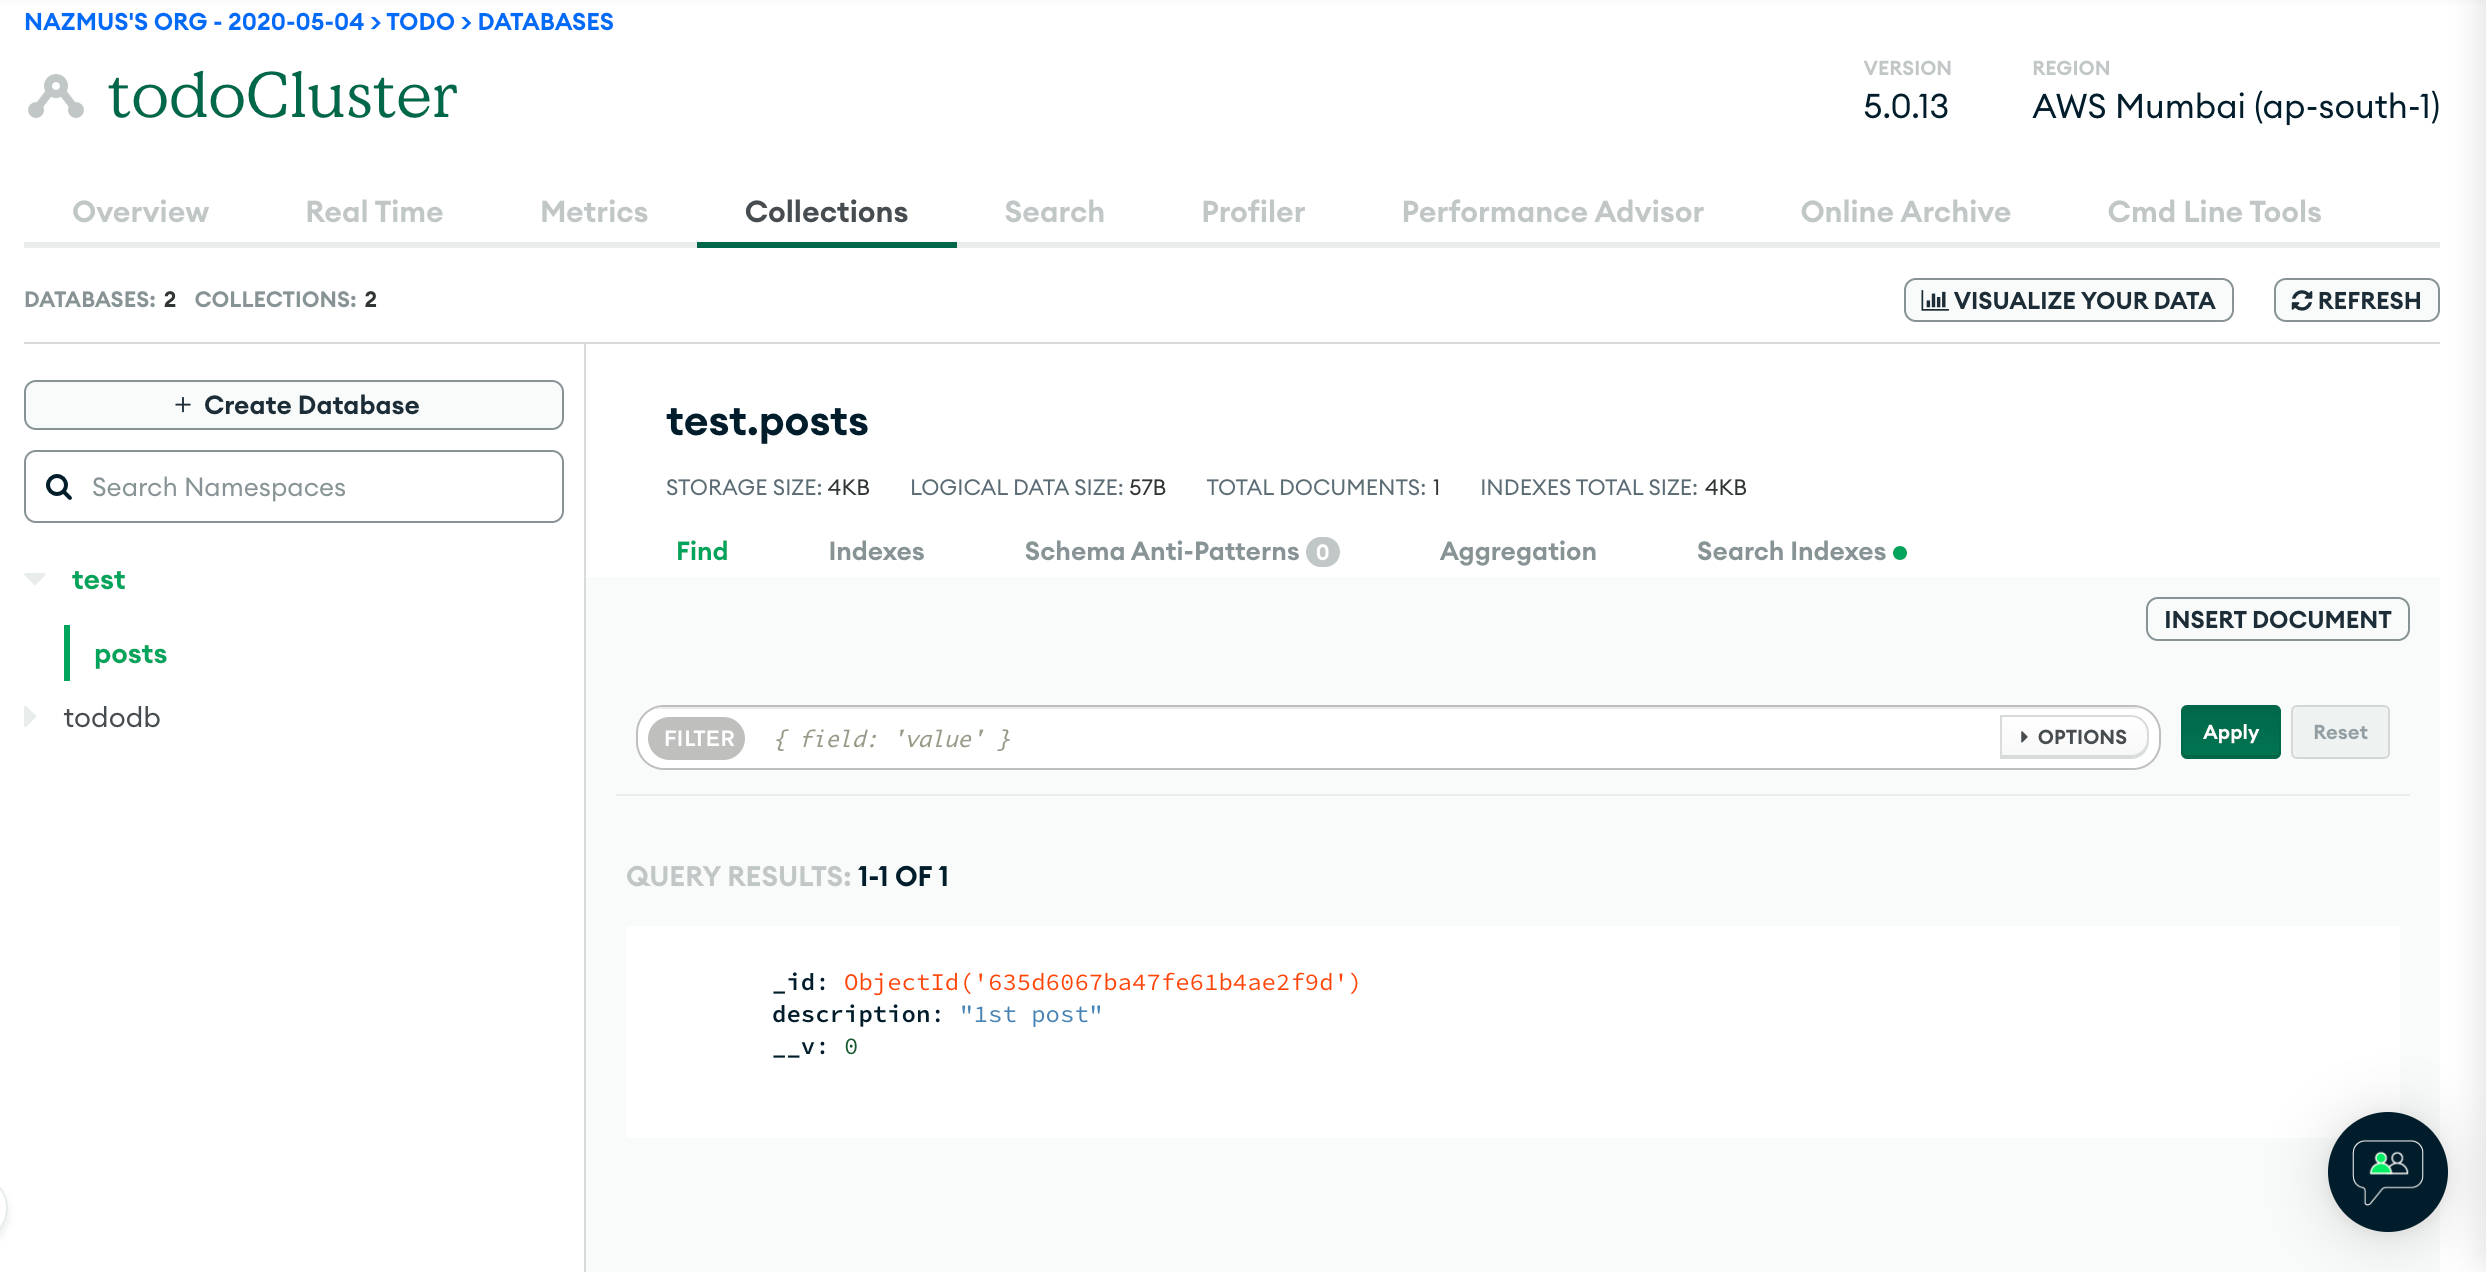 NAZMUS'S ORG - 2020-05-04 > TODO > DATABASES
todoCluster
VERSION
5.0.13
REGION
AWS Mumbai (ap-south-1)
Overview Real Time Metrics Collections Search Profiler Performance Advisor Online Archive Cmd Line Tools
DATABASES: 2 COLLECTIONS: 2
VISUALIZE YOUR DATA
REFRESH
+ Create Database
Search Namespaces
test
posts
tododb
test.posts
STORAGE SIZE: 4KB LOGICAL DATA SIZE: 57B TOTAL DOCUMENTS: 1 INDEXES TOTAL SIZE: 4KB
Find Indexes Schema Anti-Patterns 0 Aggregation Search Indexes
INSERT DOCUMENT
FILTER { field: 'value' } OPTIONS Apply Reset
QUERY RESULTS: 1-1 OF 1
_id: ObjectId('635d6067ba47fe61b4ae2f9d')
description: "1st post"
__v: 0